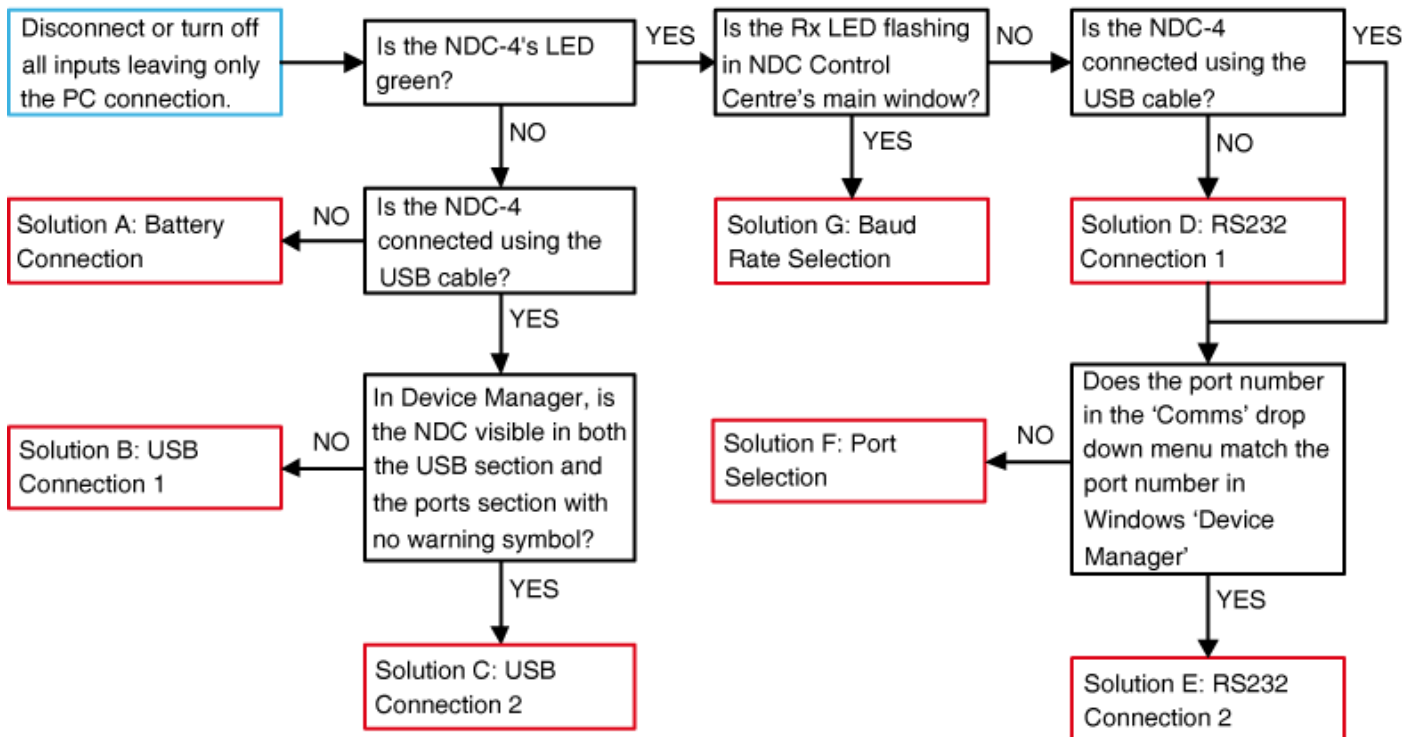 Disconnect or turn off
all inputs leaving only
the PC connection.
Is the NDC-4's LED
green?
YES
Is the Rx LED flashing
in NDC Control
Centre’s main window?
NO
Is the NDC-4
connected using the
USB cable?
YES
NO
YES
NO
Solution A: Battery
Connection
NO
Is the NDC-4
connected using the
USB cable?
Solution G: Baud
Rate Selection
Solution D: RS232
Connection 1
YES
Solution B: USB
Connection 1
NO
In Device Manager, is
the NDC visible in both
the USB section and
the ports section with
no warning symbol?
Solution F: Port
Selection
NO
Does the port number
in the ‘Comms’ drop
down menu match the
port number in
Windows ‘Device
Manager’
YES
YES
Solution C: USB
Connection 2
Solution E: RS232
Connection 2